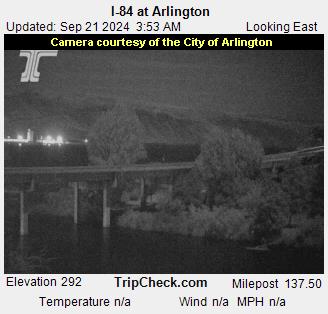 I-84 at Arlington
Updated: Sep 21 2024 3:53 AM Looking East
Camera courtesy of the City of Arlington
Elevation 292 TripCheck.com Milepost 137.50
Temperature n/a Wind n/a MPH n/a